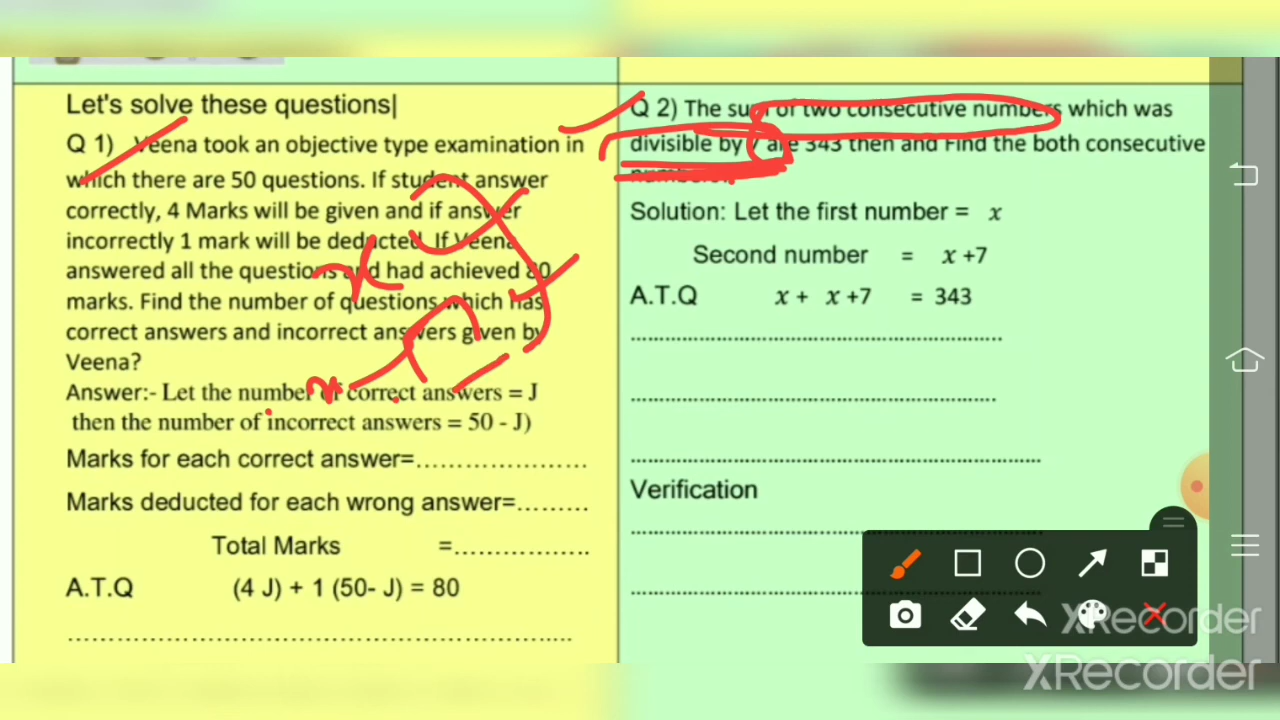 Let's solve these questions|
Q 1) Veena took an objective type examination in
which there are 50 questions. If student answer
correctly, 4 Marks will be given and if answer
incorrectly 1 mark will be deducted. If Veena
answered all the questions and had achieved 80
marks. Find the number of questions which has
correct answers and incorrect answers given by
Veena?
Answer:- Let the number of correct answers = J
then the number of incorrect answers = 50 - J)
Marks for each correct answer=......................
Marks deducted for each wrong answer=.........
Total Marks =..................
A.T.Q (4 J) + 1 (50- J) = 80
Q 2) The sum of two consecutive numbers which was
divisible by 7 are 343 then and Find the both consecutive
numbers.
Solution: Let the first number = x
Second number = x +7
A.T.Q x + x +7 = 343
Verification
XRecorder
XRecorder